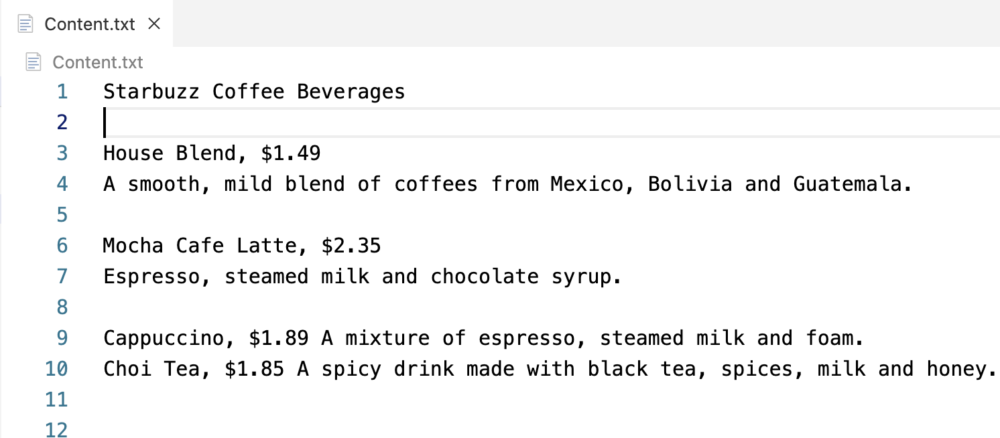 Content.txt
Content.txt
1 Starbuzz Coffee Beverages
2
3 House Blend, $1.49
4 A smooth, mild blend of coffees from Mexico, Bolivia and Guatemala.
5
6 Mocha Cafe Latte, $2.35
7 Espresso, steamed milk and chocolate syrup.
8
9 Cappuccino, $1.89 A mixture of espresso, steamed milk and foam.
10 Choi Tea, $1.85 A spicy drink made with black tea, spices, milk and honey.
11
12